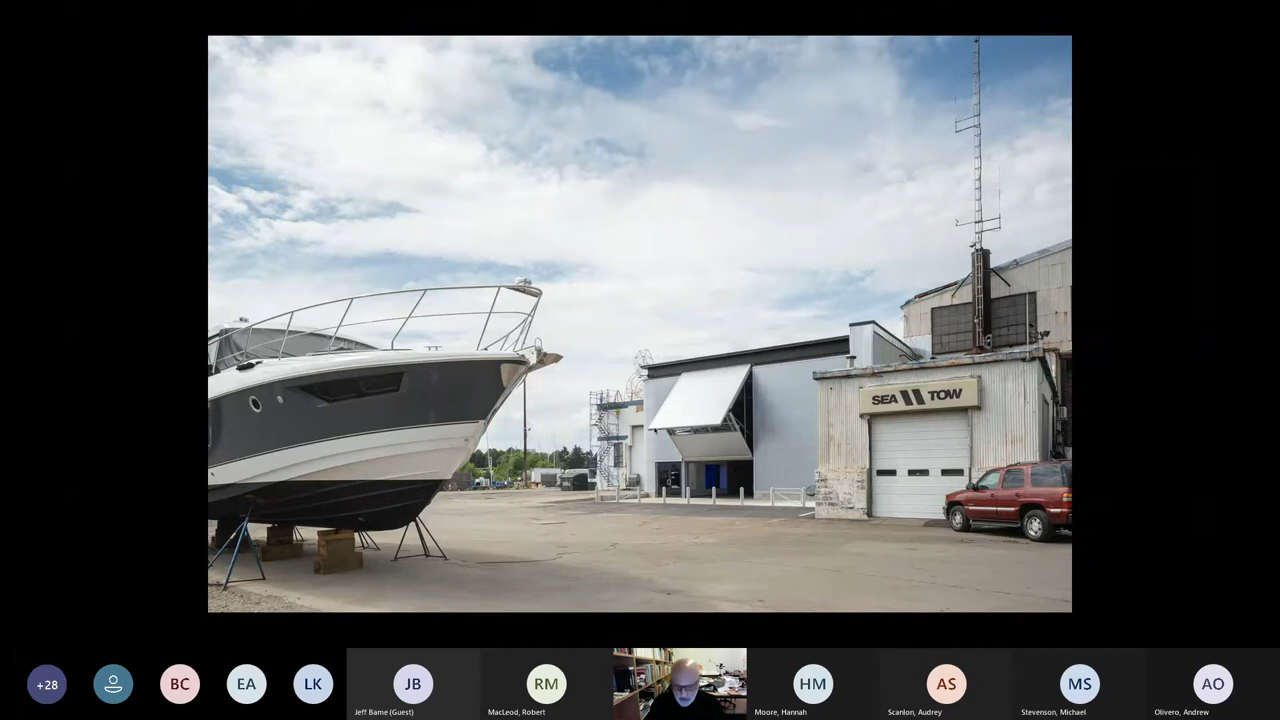 SEA TOW
+28
BC
EA
LK
JB
RM
HM
AS
MS
AO
Jeff Bame (Guest)
MacLeod, Robert
Moore, Hannah
Scanlon, Audrey
Stevenson, Michael
Olivero, Andrew